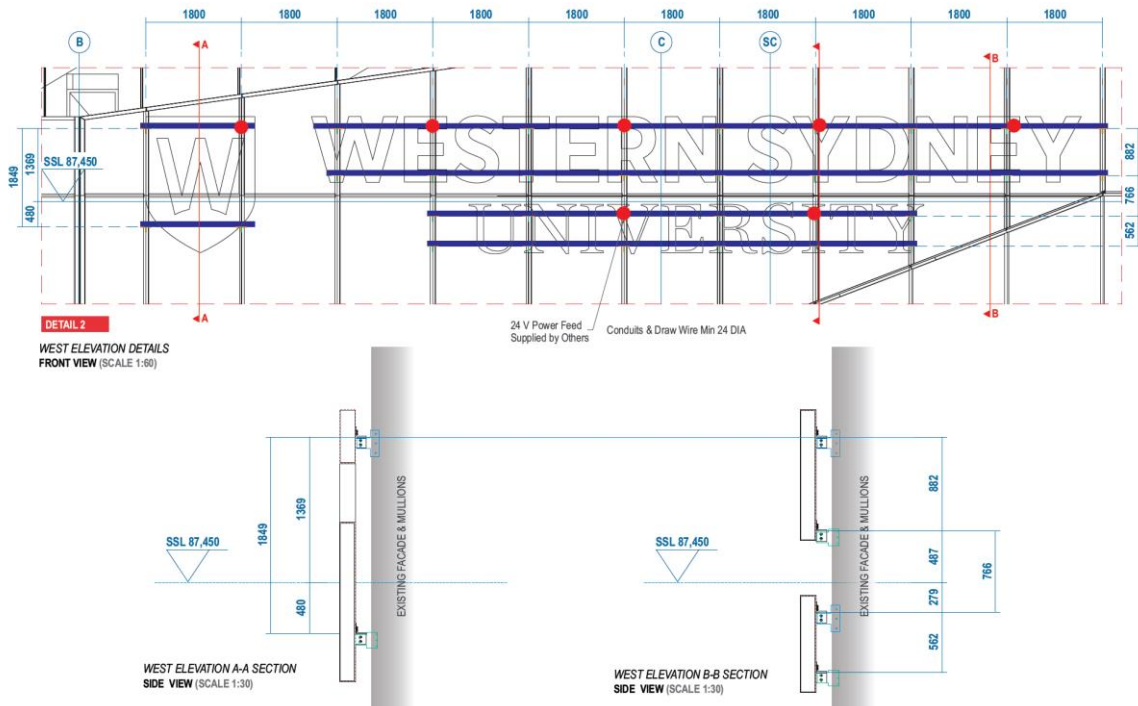 1800 1800 1800 1800 1800 1800 1800 1800 1800 1800
B A C SC B
WESTERN SYDNEY
W
SSL 87,450
1849 1369 480
882 766 562
UNIVERSITY
A B
DETAIL 2
WEST ELEVATION DETAILS
FRONT VIEW (SCALE 1:60)
24 V Power Feed
Supplied by Others
Conduits & Draw Wire Min 24 DIA
1849 1369 480
SSL 87,450
EXISTING FACADE & MULLIONS
WEST ELEVATION A-A SECTION
SIDE VIEW (SCALE 1:30)
SSL 87,450
EXISTING FACADE & MULLIONS
882
487
766
279
562
WEST ELEVATION B-B SECTION
SIDE VIEW (SCALE 1:30)